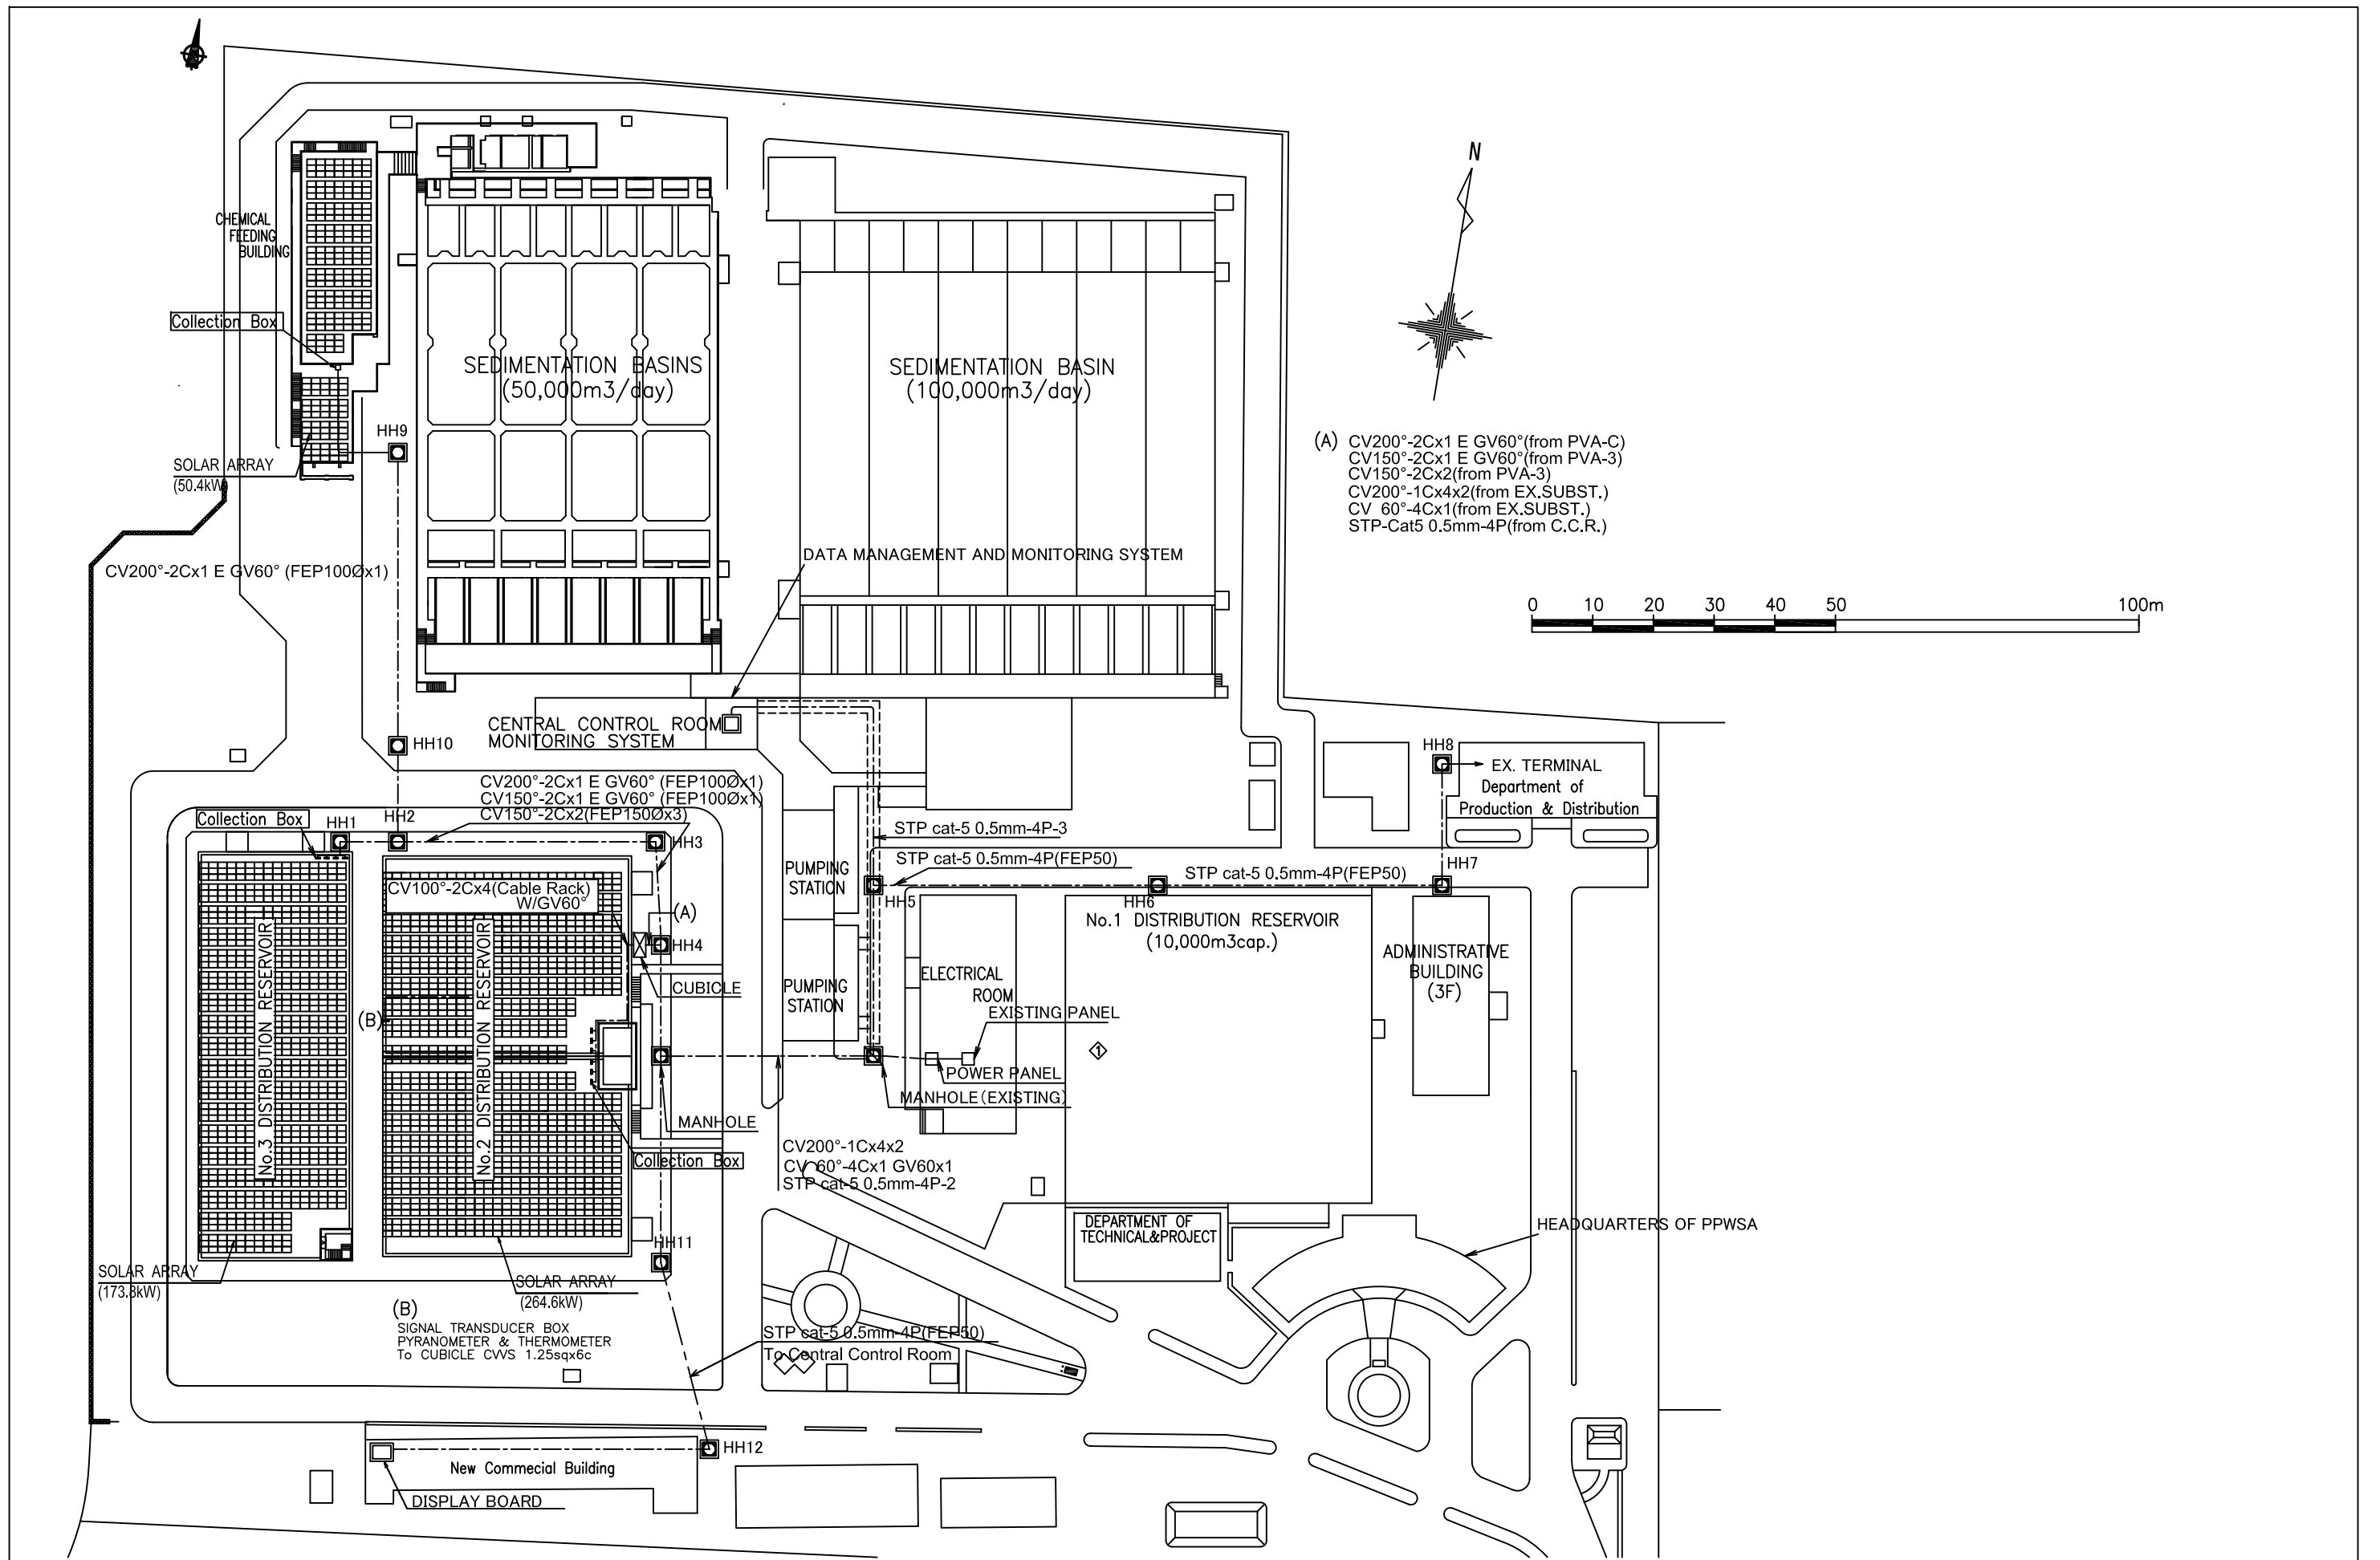 N
CHEMICAL
FEEDING
BUILDING
Collection Box
SEDIMENTATION BASINS
(50,000m3/day)
SEDIMENTATION BASIN
(100,000m3/day)
HH9
SOLAR ARRAY
(50.4kW)
(A) CV200°-2Cx1 E GV60°(from PVA-C)
CV150°-2Cx1 E GV60°(from PVA-3)
CV150°-2Cx2(from PVA-3)
CV200°-1Cx4x2(from EX.SUBST.)
CV 60°-4Cx1(from EX.SUBST.)
STP-Cat5 0.5mm-4P(from C.C.R.)
DATA MANAGEMENT AND MONITORING SYSTEM
CV200°-2Cx1 E GV60° (FEP100Øx1)
0 10 20 30 40 50 100m
CENTRAL CONTROL ROOM
MONITORING SYSTEM
HH10
HH8
EX. TERMINAL
Department of
Production & Distribution
CV200°-2Cx1 E GV60° (FEP100Øx1)
CV150°-2Cx1 E GV60° (FEP100Øx1)
CV150°-2Cx2(FEP150Øx3)
Collection Box
HH1
HH2
HH3
STP cat-5 0.5mm-4P-3
STP cat-5 0.5mm-4P(FEP50)
STP cat-5 0.5mm-4P(FEP50)
HH7
PUMPING
STATION
CV100°-2Cx4(Cable Rack)
W/GV60°
(A)
HH5
HH6
No.1 DISTRIBUTION RESERVOIR
(10,000m3cap.)
HH4
CUBICLE
ADMINISTRATIVE
BUILDING
(3F)
ELECTRICAL
ROOM
PUMPING
STATION
EXISTING PANEL
No.3 DISTRIBUTION RESERVOIR
No.2 DISTRIBUTION RESERVOIR
(B)
1
POWER PANEL
MANHOLE(EXISTING)
MANHOLE
Collection Box
CV200°-1Cx4x2
CV 60°-4Cx1 GV60x1
STP cat-5 0.5mm-4P-2
DEPARTMENT OF
TECHNICAL&PROJECT
HEADQUARTERS OF PPWSA
HH11
SOLAR ARRAY
(173.8kW)
SOLAR ARRAY
(264.6kW)
(B)
SIGNAL TRANSDUCER BOX
PYRANOMETER & THERMOMETER
To CUBICLE CVVS 1.25sqx6c
STP cat-5 0.5mm-4P(FEP50)
To Central Control Room
HH12
New Commecial Building
DISPLAY BOARD